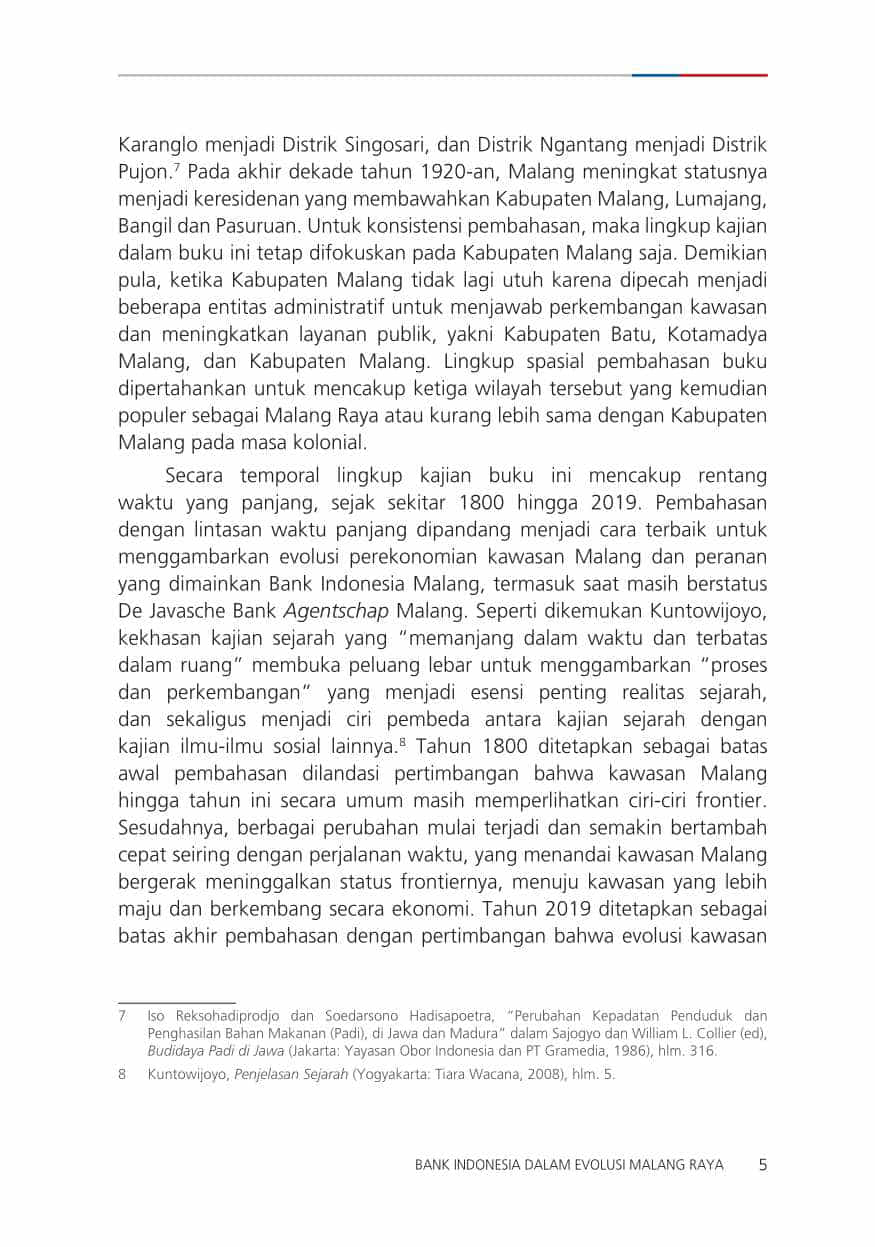 Karanglo menjadi Distrik Singosari, dan Distrik Ngantang menjadi Distrik
Pujon.7 Pada akhir dekade tahun 1920-an, Malang meningkat statusnya
menjadi keresidenan yang membawahkan Kabupaten Malang, Lumajang,
Bangil dan Pasuruan. Untuk konsistensi pembahasan, maka lingkup kajian
dalam buku ini tetap difokuskan pada Kabupaten Malang saja. Demikian
pula, ketika Kabupaten Malang tidak lagi utuh karena dipecah menjadi
beberapa entitas administratif untuk menjawab perkembangan kawasan
dan meningkatkan layanan publik, yakni Kabupaten Batu, Kotamadya
Malang, dan Kabupaten Malang. Lingkup spasial pembahasan buku
dipertahankan untuk mencakup ketiga wilayah tersebut yang kemudian
populer sebagai Malang Raya atau kurang lebih sama dengan Kabupaten
Malang pada masa kolonial.
Secara temporal lingkup kajian buku ini mencakup rentang
waktu yang panjang, sejak sekitar 1800 hingga 2019. Pembahasan
dengan lintasan waktu panjang dipandang menjadi cara terbaik untuk
menggambarkan evolusi perekonomian kawasan Malang dan peranan
yang dimainkan Bank Indonesia Malang, termasuk saat masih berstatus
De Javasche Bank Agentschap Malang. Seperti dikemukan Kuntowijoyo,
kekhasan kajian sejarah yang “memanjang dalam waktu dan terbatas
dalam ruang” membuka peluang lebar untuk menggambarkan “proses
dan perkembangan” yang menjadi esensi penting realitas sejarah,
dan sekaligus menjadi ciri pembeda antara kajian sejarah dengan
kajian ilmu-ilmu sosial lainnya.8 Tahun 1800 ditetapkan sebagai batas
awal pembahasan dilandasi pertimbangan bahwa kawasan Malang
hingga tahun ini secara umum masih memperlihatkan ciri-ciri frontier.
Sesudahnya, berbagai perubahan mulai terjadi dan semakin bertambah
cepat seiring dengan perjalanan waktu, yang menandai kawasan Malang
bergerak meninggalkan status frontiernya, menuju kawasan yang lebih
maju dan berkembang secara ekonomi. Tahun 2019 ditetapkan sebagai
batas akhir pembahasan dengan pertimbangan bahwa evolusi kawasan
7 Iso Reksohadiprodjo dan Soedarsono Hadisapoetra, “Perubahan Kepadatan Penduduk dan
Penghasilan Bahan Makanan (Padi), di Jawa dan Madura” dalam Sajogyo dan William L. Collier (ed),
Budidaya Padi di Jawa (Jakarta: Yayasan Obor Indonesia dan PT Gramedia, 1986), hlm. 316.
8 Kuntowijoyo, Penjelasan Sejarah (Yogyakarta: Tiara Wacana, 2008), hlm. 5.
BANK INDONESIA DALAM EVOLUSI MALANG RAYA 5